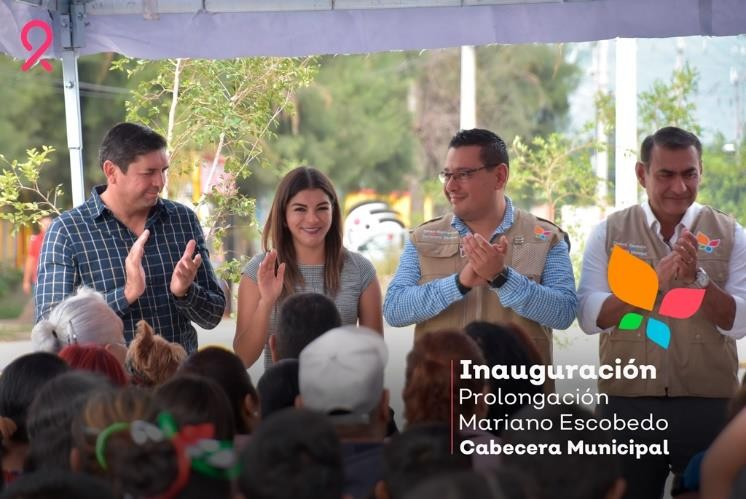 Inauguración
Prolongación
Mariano Escobedo
Cabecera Municipal